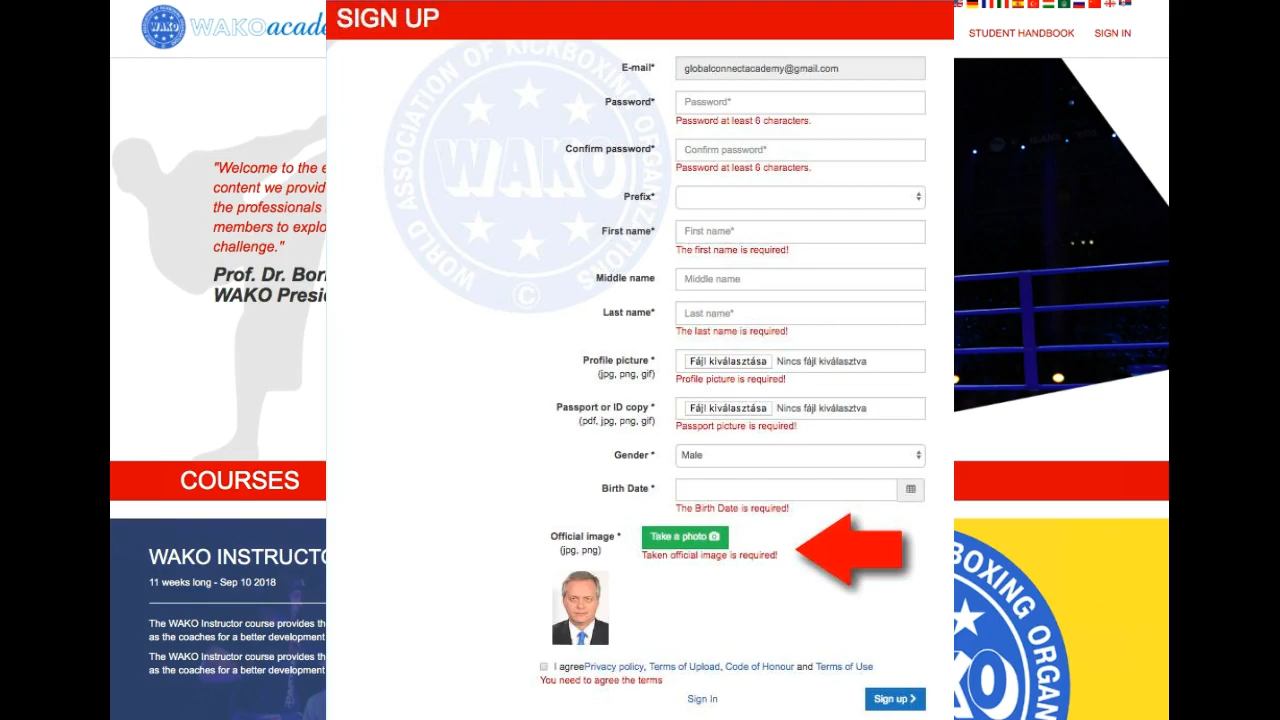 WAKO
WAKOacade
SIGN UP
STUDENT HANDBOOK
SIGN IN
WORLD ASSOCIATION OF KICKBOXING ORGANIZATIONS
WAKO
©
E-mail*
globalconnectacademy@gmail.com
Password*
Password*
Password at least 6 characters.
Confirm password*
Confirm password*
Password at least 6 characters.
Prefix*
First name*
First name*
The first name is required!
Middle name
Middle name
Last name*
Last name*
The last name is required!
Profile picture *
(jpg, png, gif)
Fájl kiválasztása Nincs fájl kiválasztva
Profile picture is required!
Passport or ID copy *
(pdf, jpg, png, gif)
Fájl kiválasztása Nincs fájl kiválasztva
Passport picture is required!
Gender *
Male
Birth Date *
The Birth Date is required!
Official image *
(jpg, png)
Take a photo
Taken official image is required!
I agreePrivacy policy, Terms of Upload, Code of Honour and Terms of Use
You need to agree the terms
Sign In
Sign up
"Welcome to the e
content we provid
the professionals
members to explo
challenge."
Prof. Dr. Bor
WAKO Presi
COURSES
WAKO INSTRUCTO
11 weeks long - Sep 10 2018
The WAKO Instructor course provides th
as the coaches for a better development
The WAKO Instructor course provides th
as the coaches for a better development
BOXING ORGAN
KO